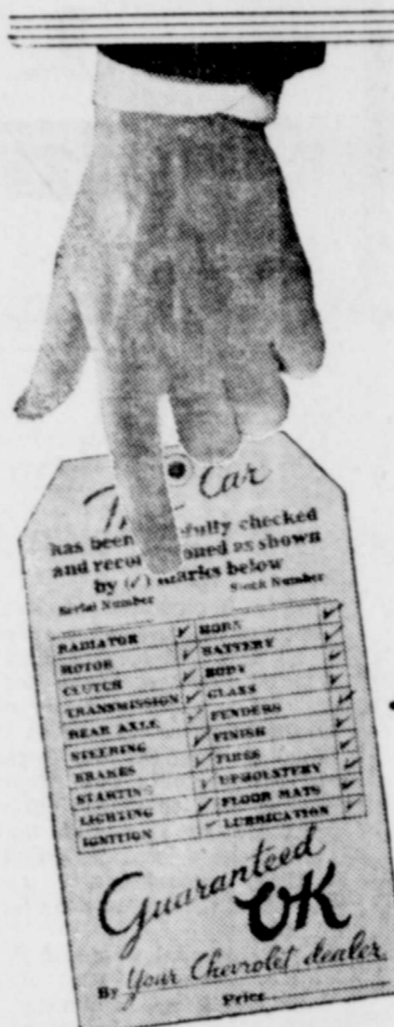 Car
has been fully checked
and as shown
by (✓) marks below
Serial Number Stock Number
RADIATOR ✓ HORN ✓
MOTOR ✓ BATTERY ✓
CLUTCH ✓ BODY ✓
TRANSMISSION ✓ GLASS ✓
REAR AXLE ✓ FENDERS ✓
STEERING ✓ FINISH ✓
BRAKES ✓ TIRES ✓
STARTING ✓ UPHOLSTERY ✓
LIGHTING ✓ FLOOR MATS ✓
IGNITION ✓ LUBRICATION ✓
Guaranteed
OK
By Your Chevrolet dealer
Price